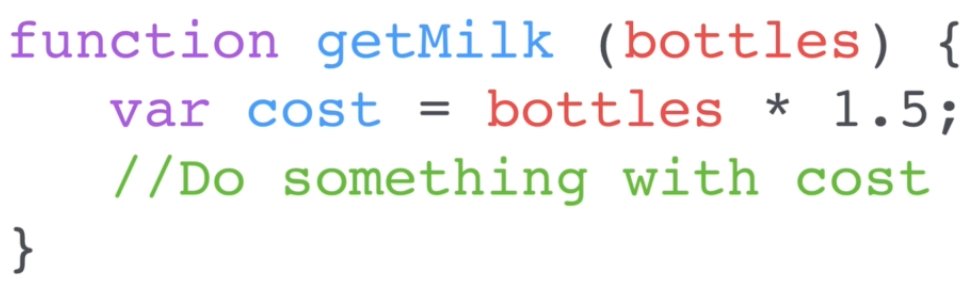 function getMilk (bottles) {
var cost = bottles * 1.5;
//Do something with cost
}